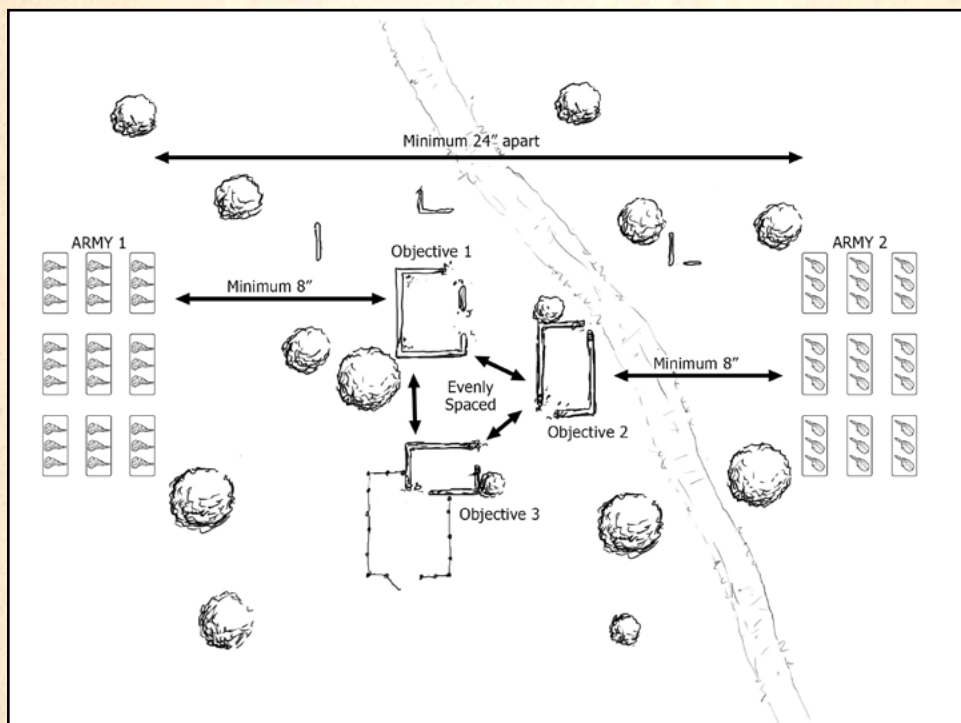 Minimum 24" apart
ARMY 1
ARMY 2
Objective 1
Minimum 8"
Minimum 8"
Evenly
Spaced
Objective 2
Objective 3